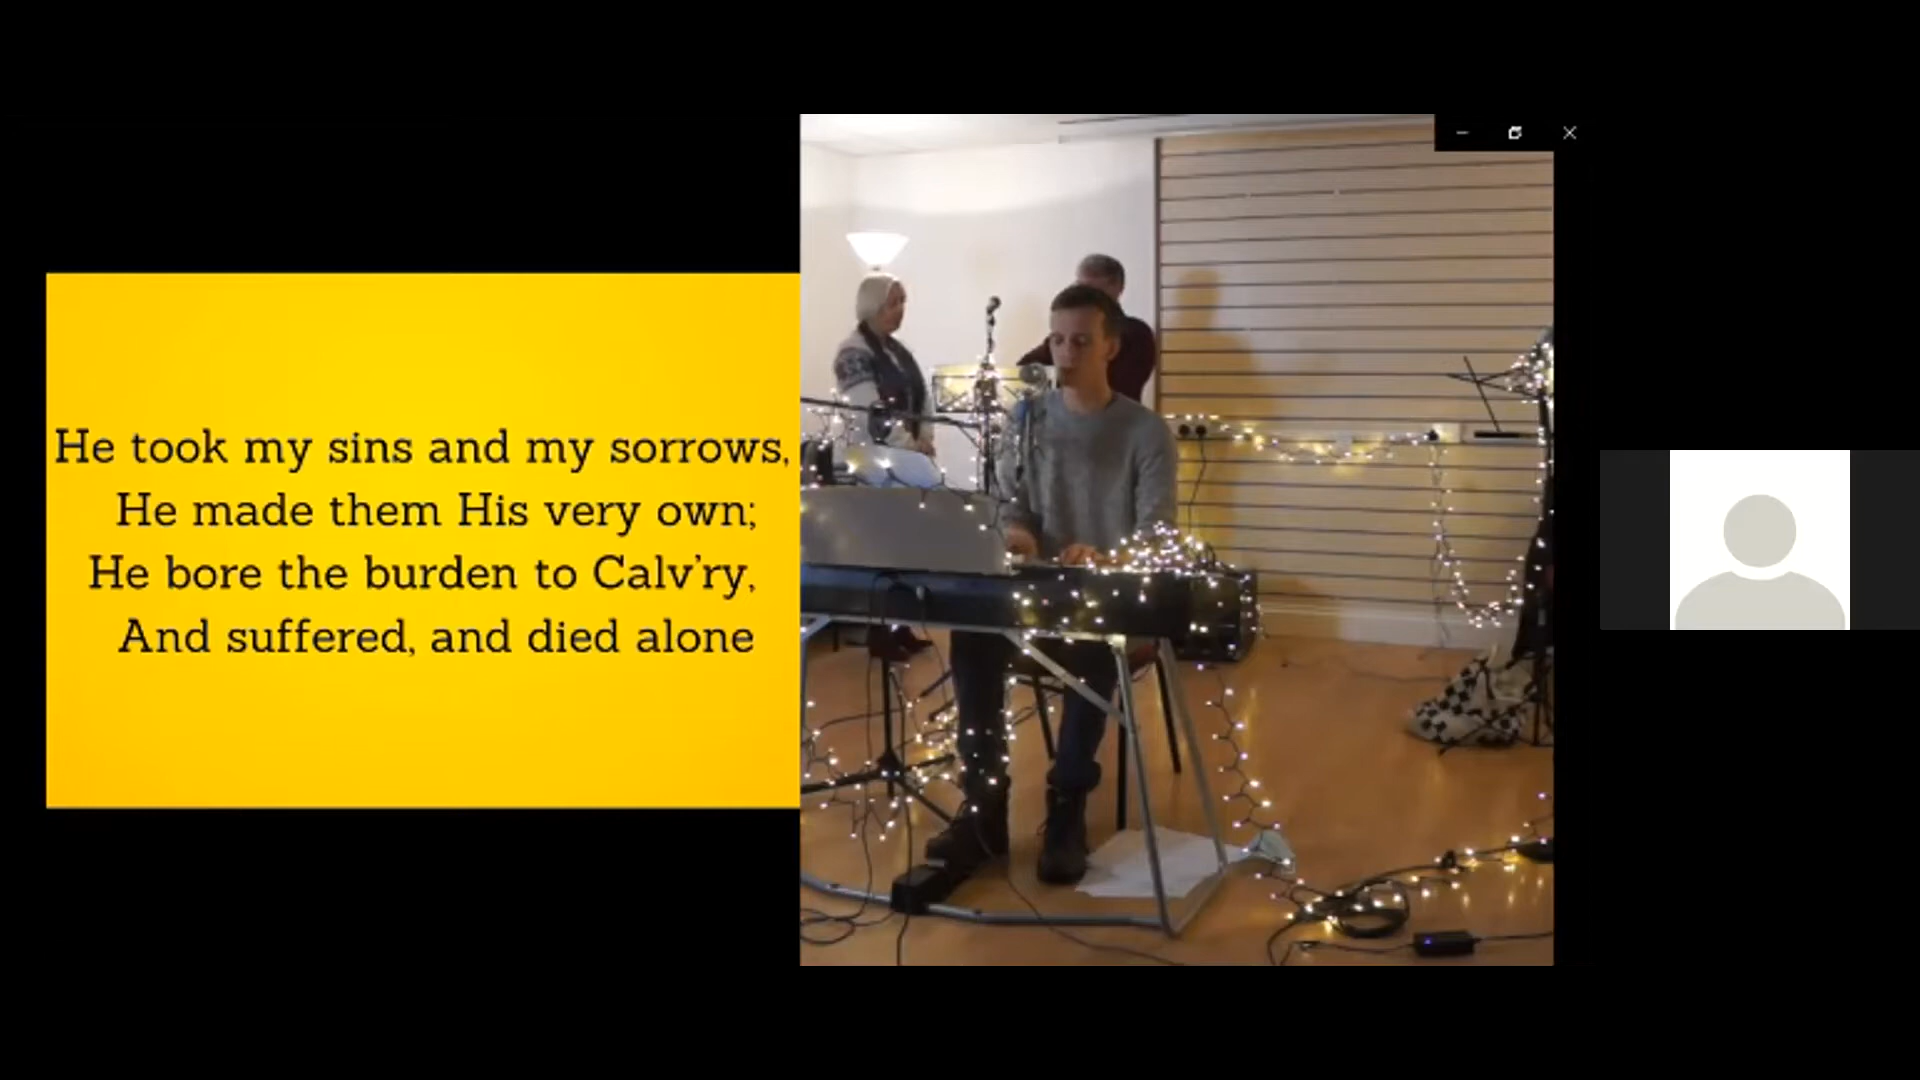 He took my sins and my sorrows,
He made them His very own;
He bore the burden to Calv’ry,
And suffered, and died alone